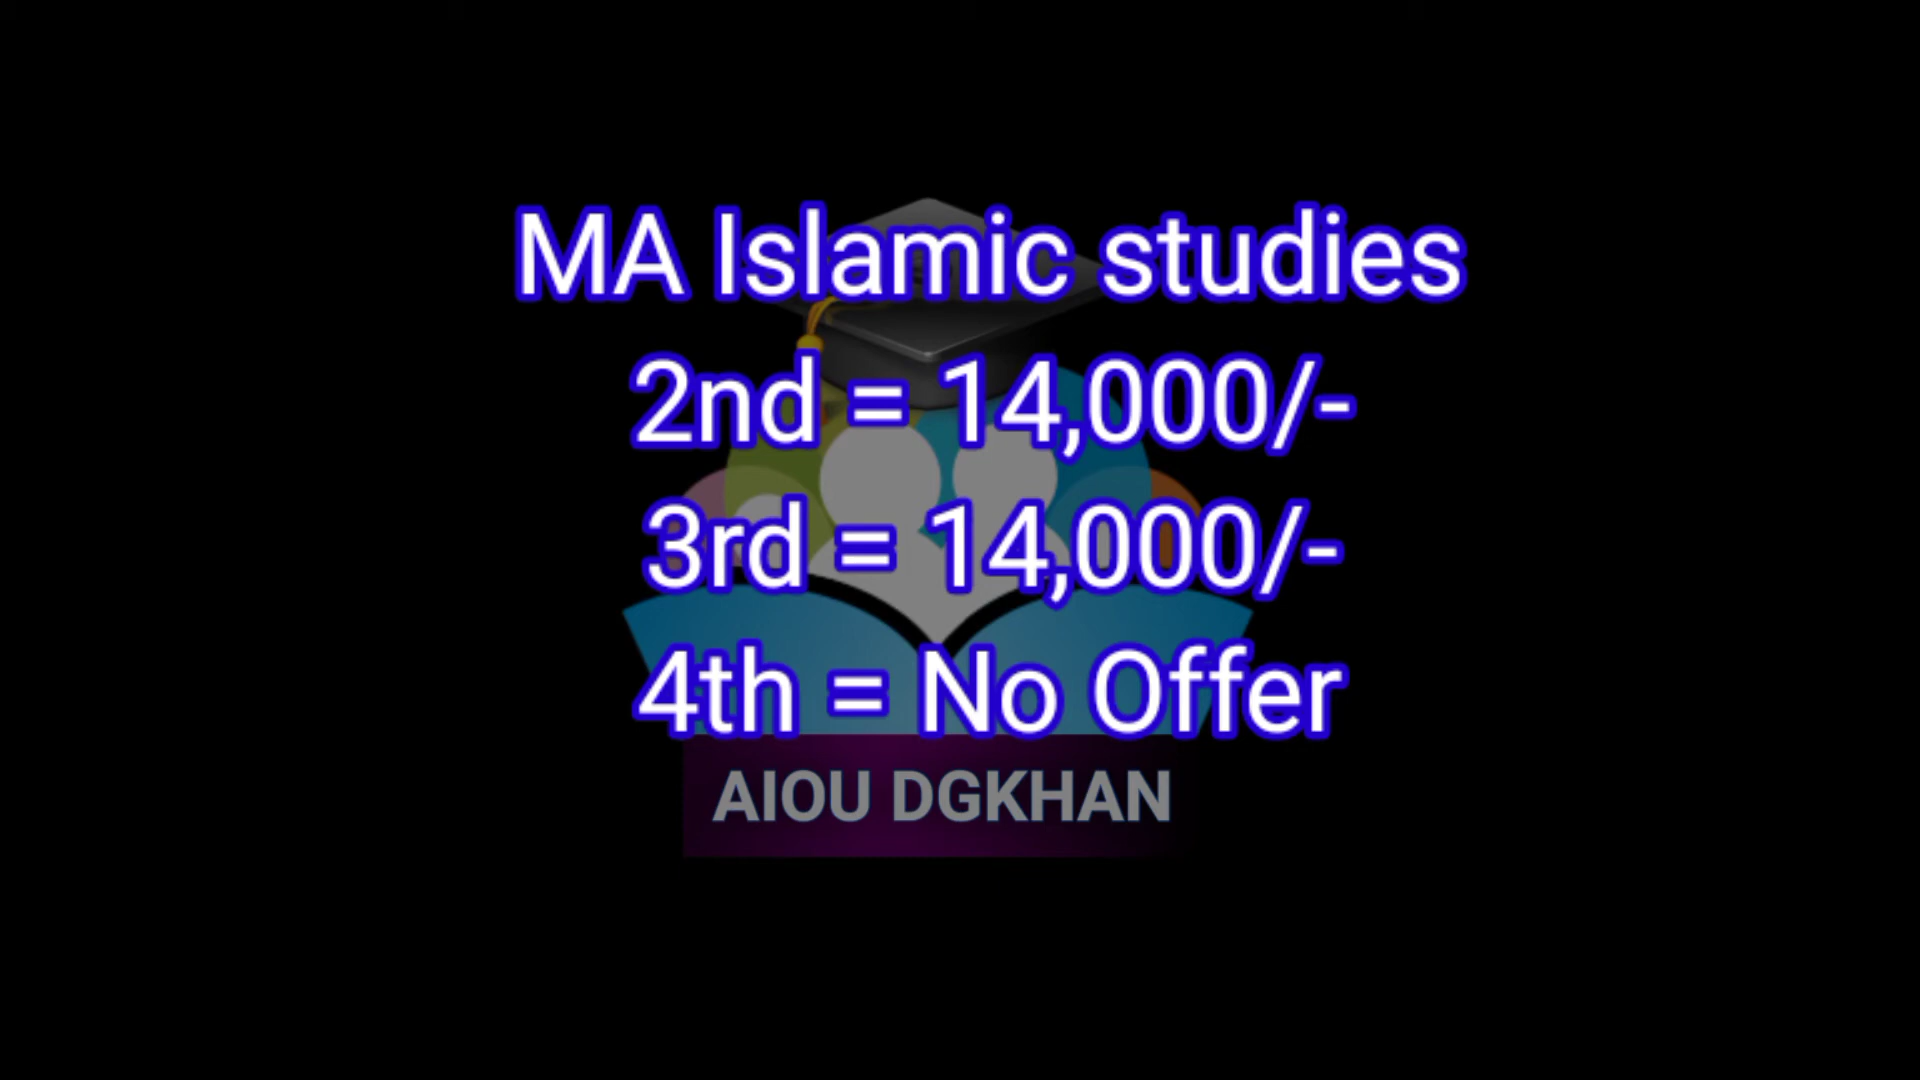 MA Islamic studies
2nd = 14,000/-
3rd = 14,000/-
4th = No Offer
AIOU DGKHAN